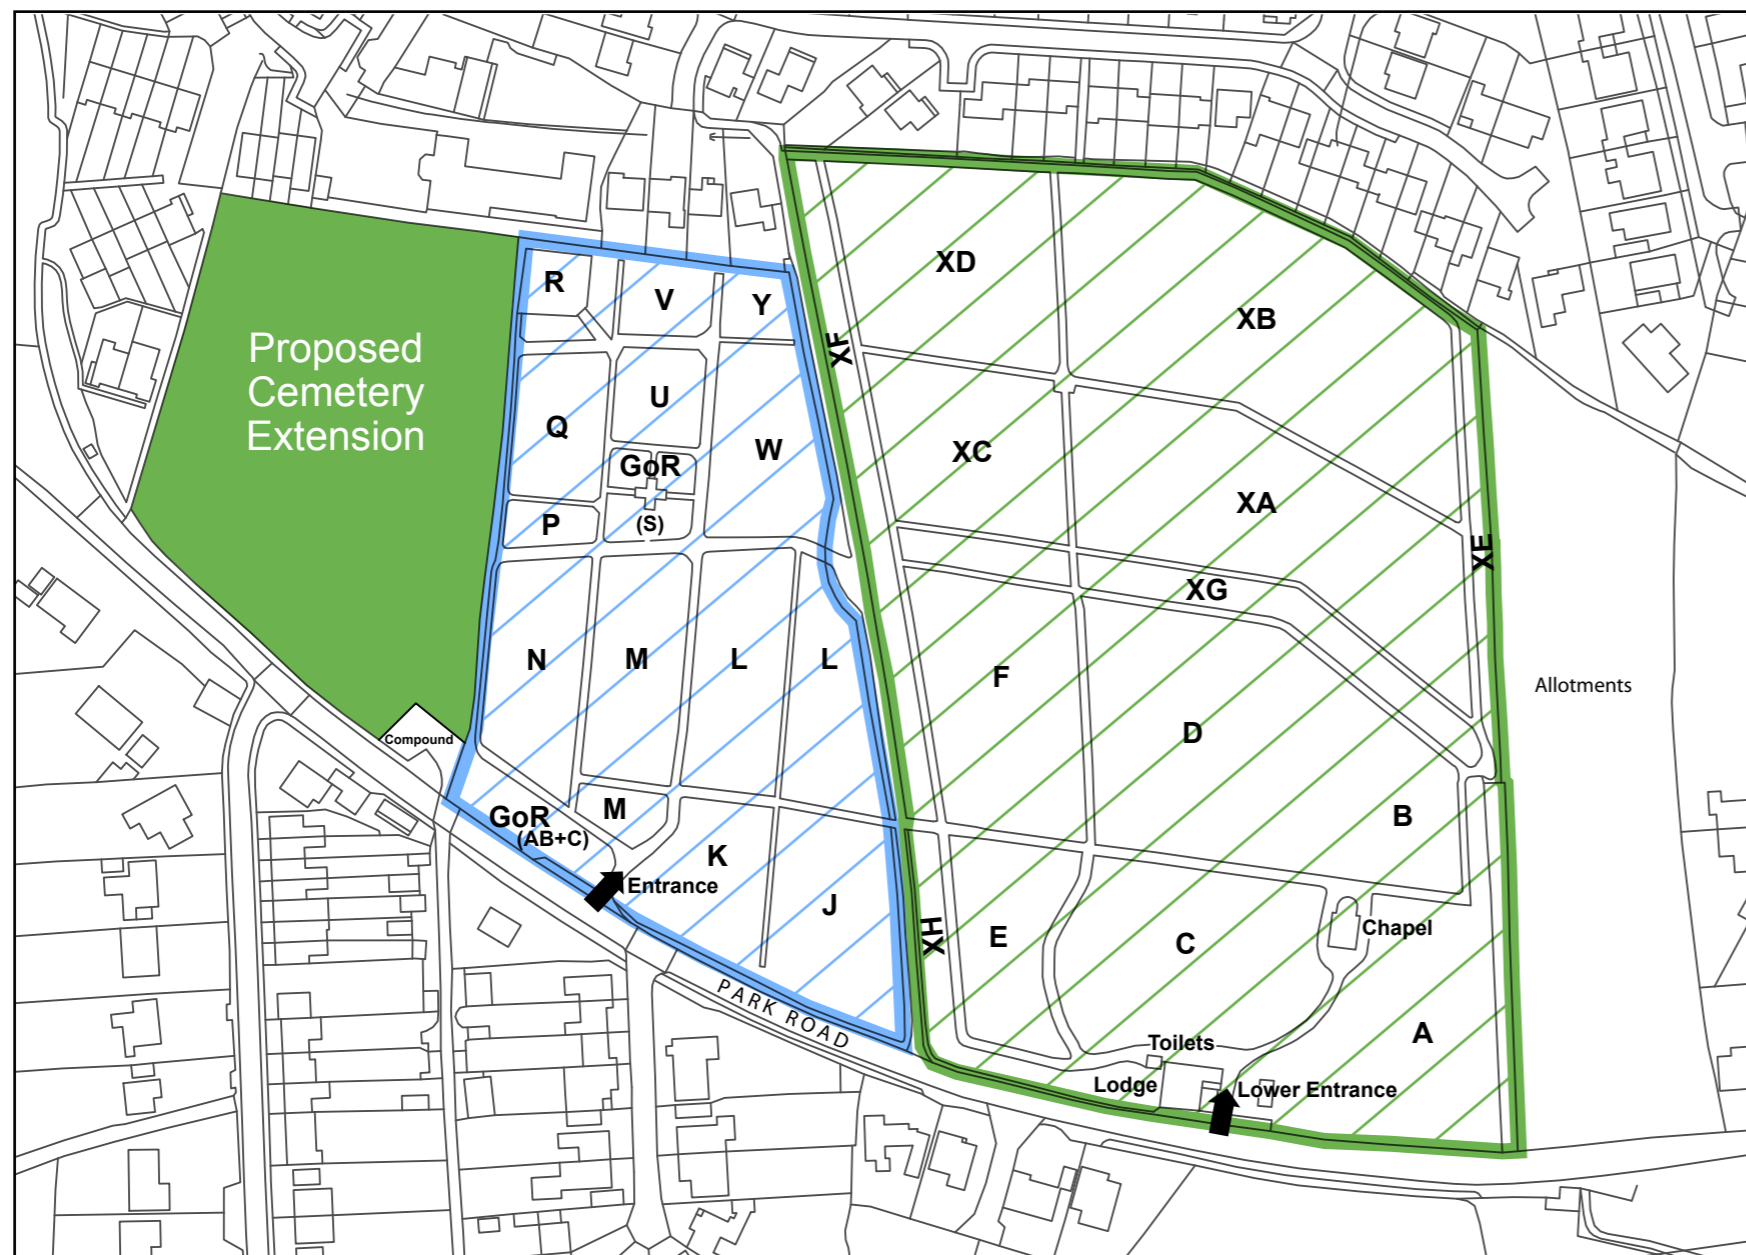 XD
R
V
Y
XB
Proposed
Cemetery
Extension
XF
U
Q
W
XC
GoR
XA
P
(S)
XE
XG
N
M
L
L
F
Allotments
D
Compound
M
GoR
(AB+C)
B
K
Entrance
J
Chapel
XH
E
C
PARK ROAD
A
Toilets
Lodge
Lower Entrance